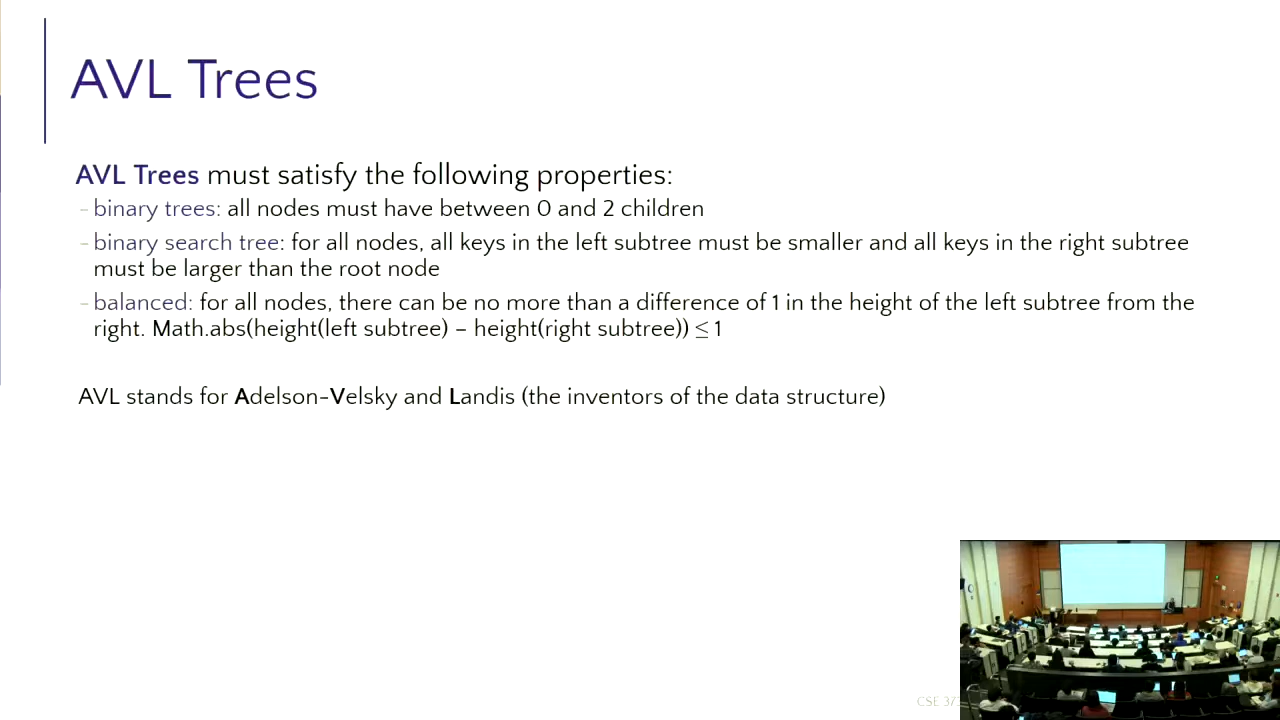 AVL Trees
AVL Trees must satisfy the following properties:
- binary trees: all nodes must have between 0 and 2 children
- binary search tree: for all nodes, all keys in the left subtree must be smaller and all keys in the right subtree
must be larger than the root node
- balanced: for all nodes, there can be no more than a difference of 1 in the height of the left subtree from the
right. Math.abs(height(left subtree) – height(right subtree)) ≤ 1
AVL stands for Adelson-Velsky and Landis (the inventors of the data structure)
CSE 373